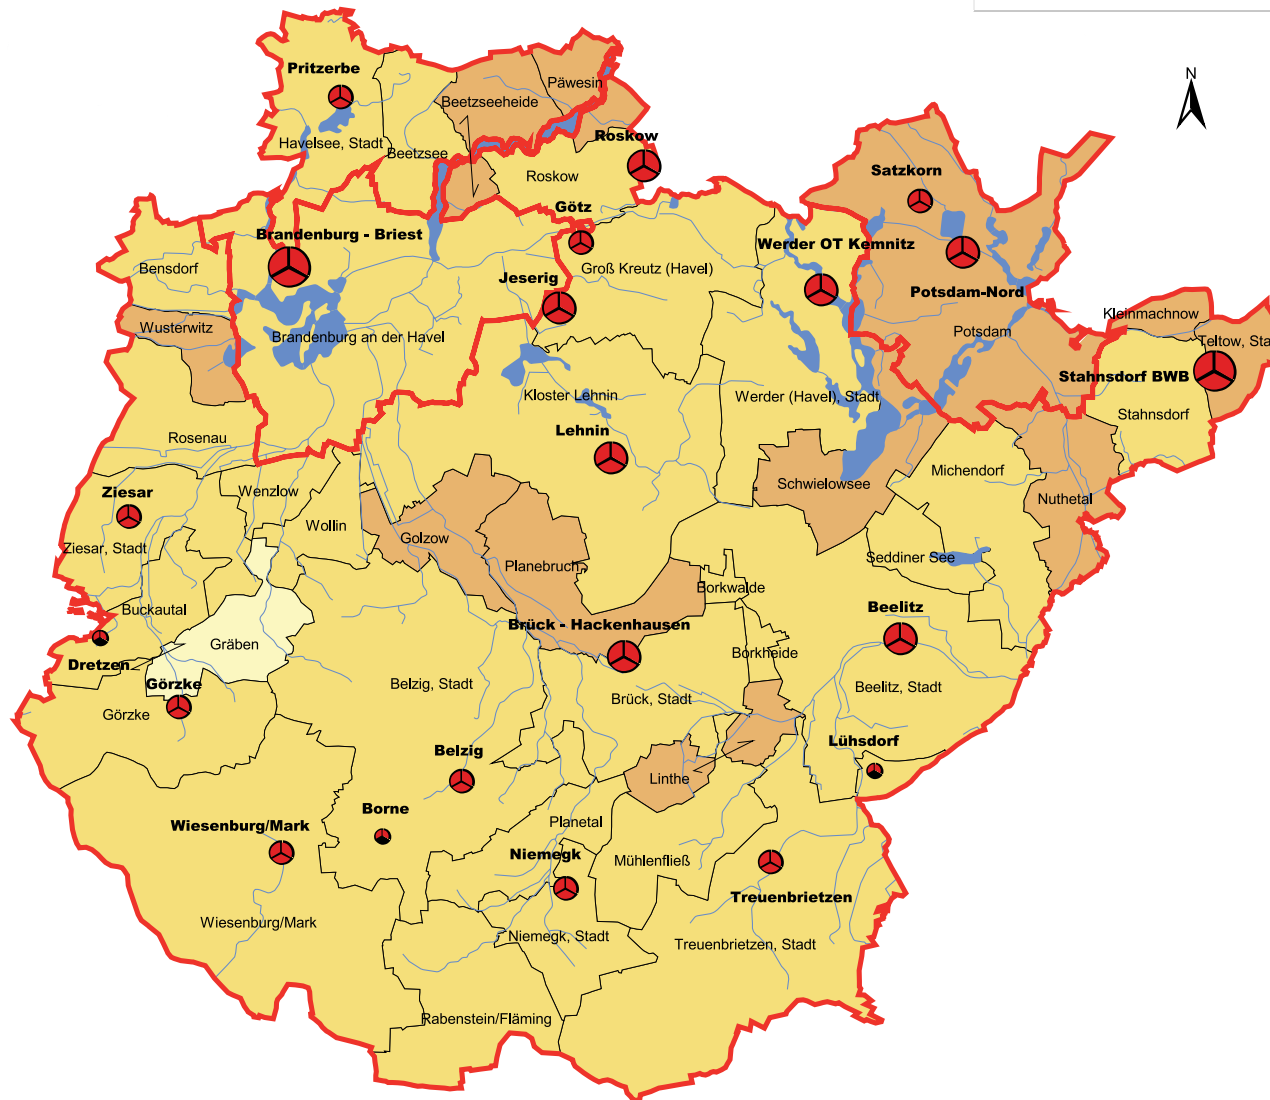 N
Pritzerbe
Päwesin
Beetzseeheide
Havelsee, Stadt
Beetzsee
Roskow
Roskow
Satzkorn
Götz
Brandenburg - Briest
Werder OT Kemnitz
Bensdorf
Groß Kreutz (Havel)
Jeserig
Potsdam-Nord
Kleinmachnow
Wusterwitz
Brandenburg an der Havel
Potsdam
Teltow, Sta
Stahnsdorf BWB
Kloster Lehnin
Werder (Havel), Stadt
Stahnsdorf
Lehnin
Rosenau
Michendorf
Schwielowsee
Ziesar
Wenzlow
Nuthetal
Wollin
Golzow
Ziesar, Stadt
Seddiner See
Planebruch
Borkwalde
Buckautal
Beelitz
Brück - Hackenhausen
Gräben
Borkheide
Dretzen
Görzke
Belzig, Stadt
Beelitz, Stadt
Brück, Stadt
Görzke
Lühsdorf
Belzig
Linthe
Borne
Planetal
Wiesenburg/Mark
Niemegk
Mühlenfließ
Treuenbrietzen
Wiesenburg/Mark
Niemegk, Stadt
Treuenbrietzen, Stadt
Rabenstein/Fläming